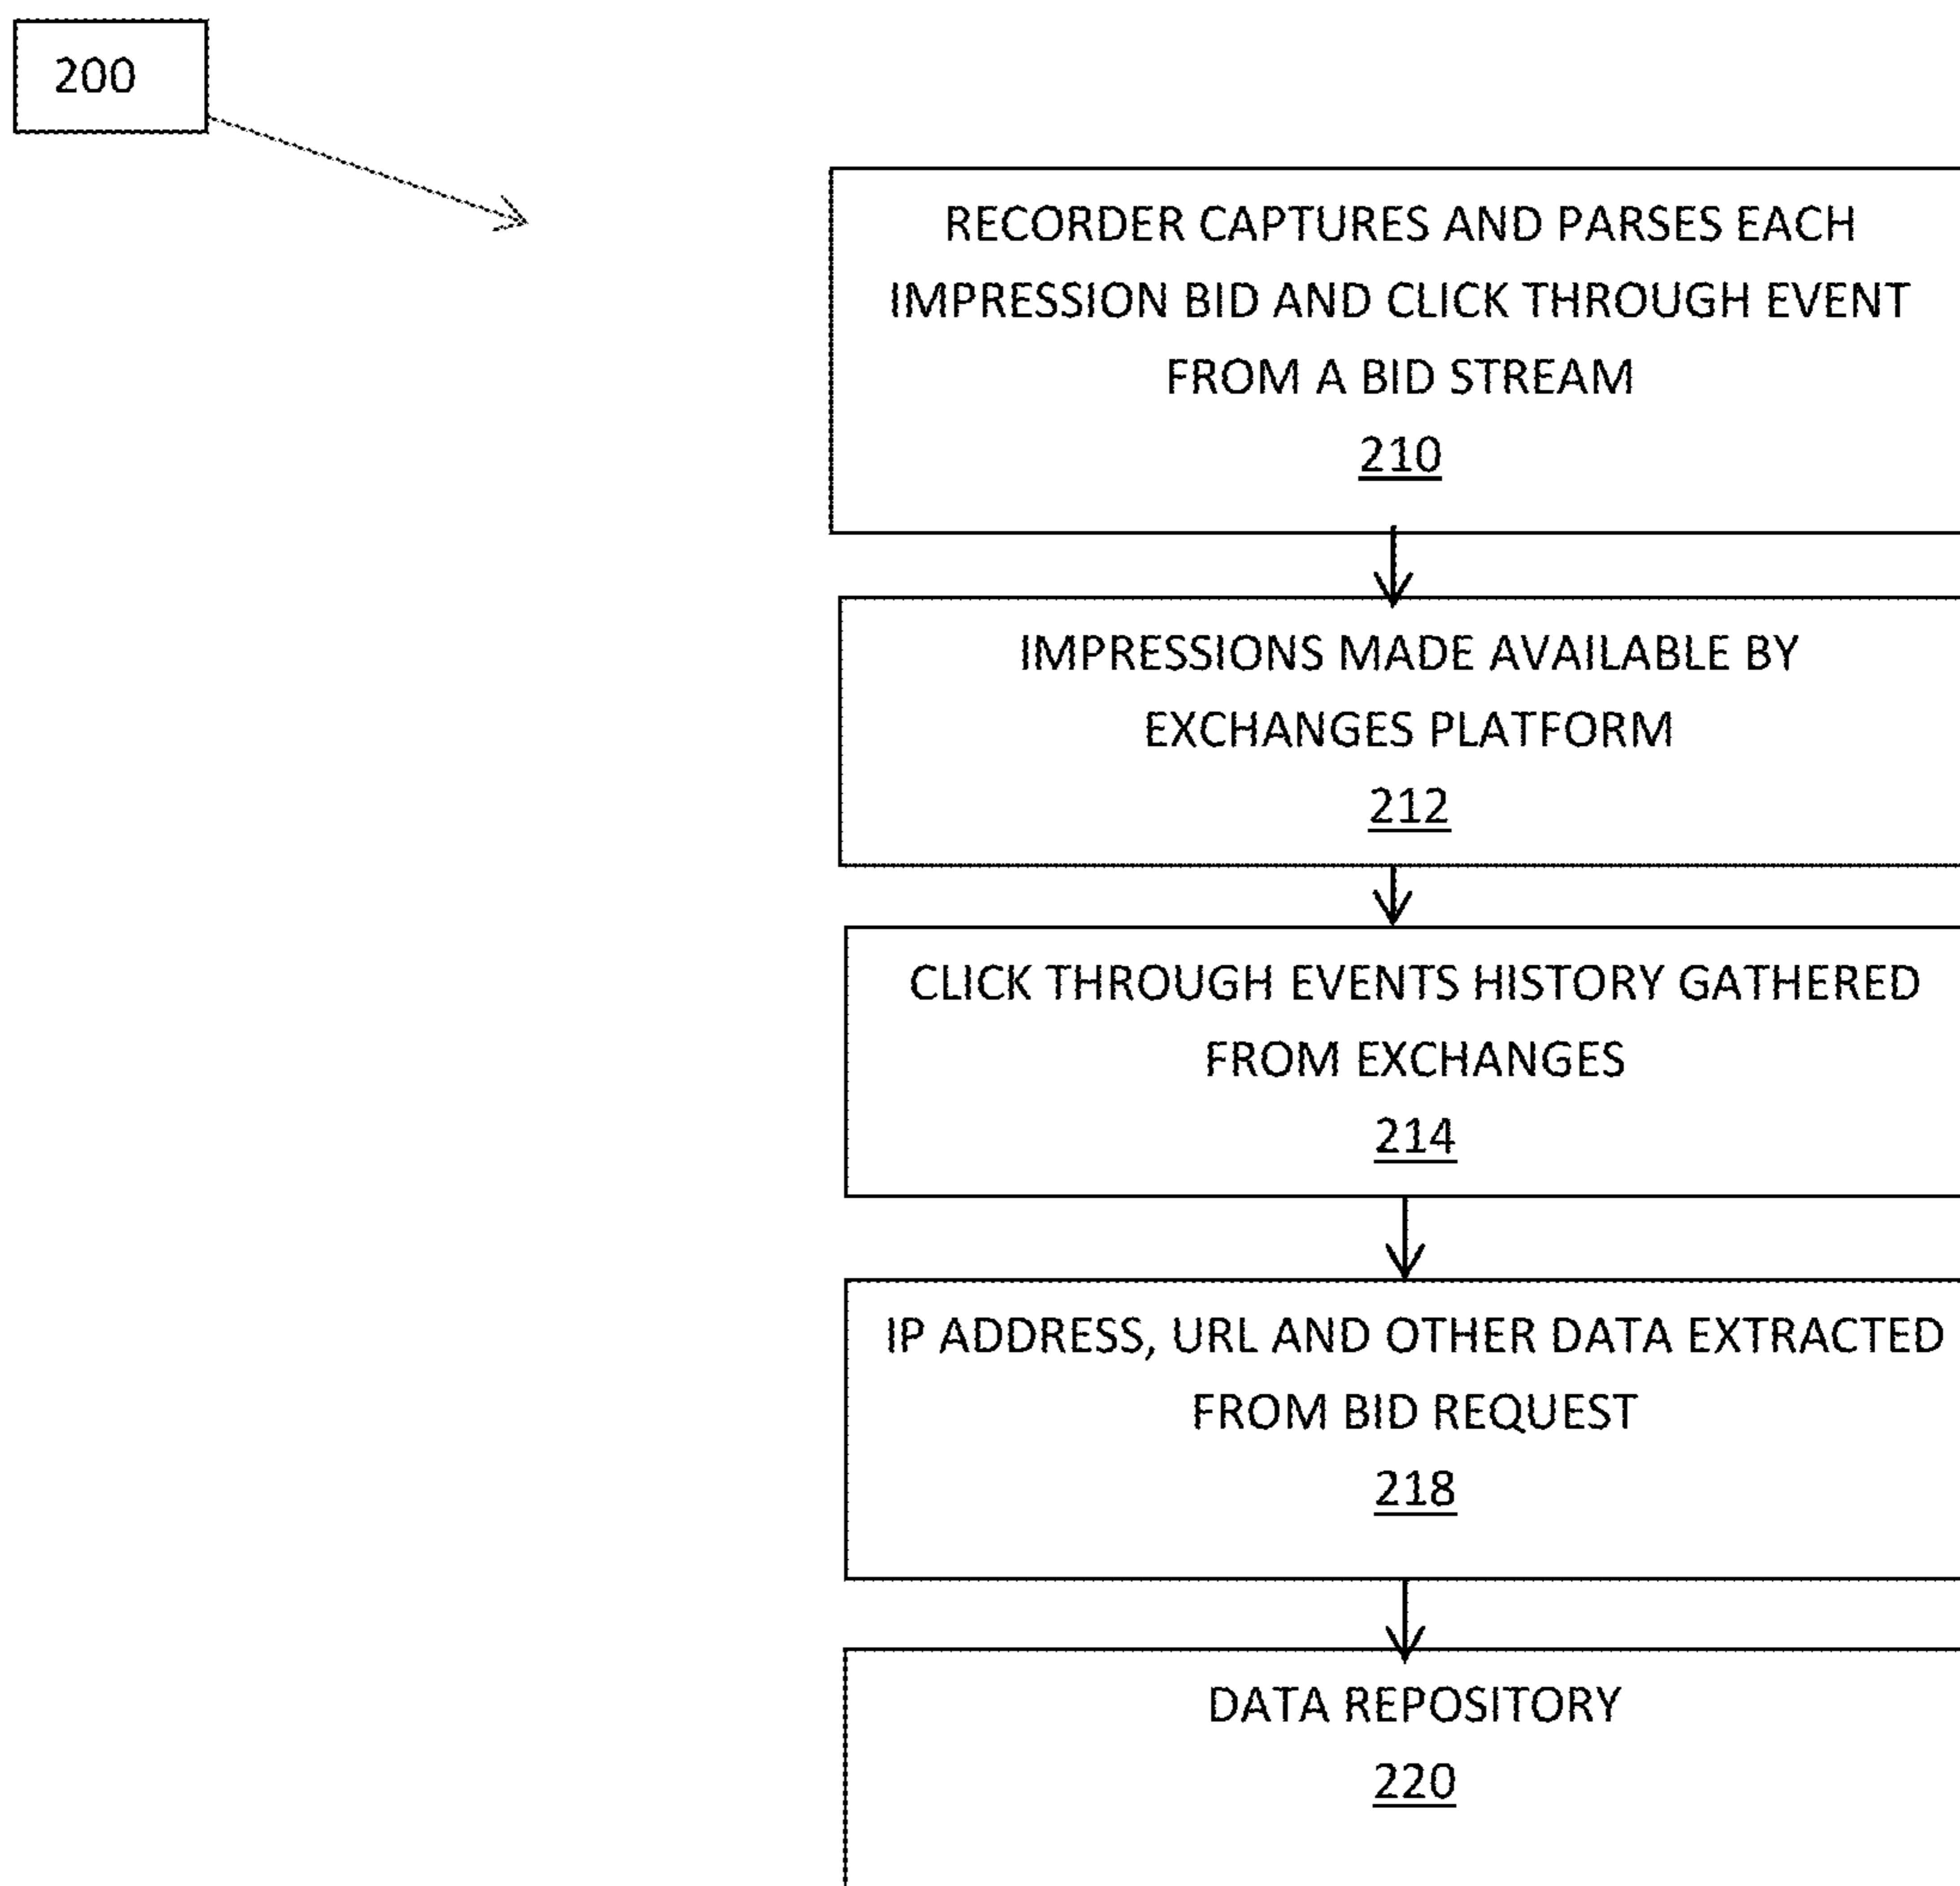 200
RECORDER CAPTURES AND PARSES EACH
IMPRESSION BID AND CLICK THROUGH EVENT
FROM A BID STREAM
210
IMPRESSIONS MADE AVAILABLE BY
EXCHANGES PLATFORM
212
CLICK THROUGH EVENTS HISTORY GATHERED
FROM EXCHANGES
214
IP ADDRESS, URL AND OTHER DATA EXTRACTED
FROM BID REQUEST
218
DATA REPOSITORY
220